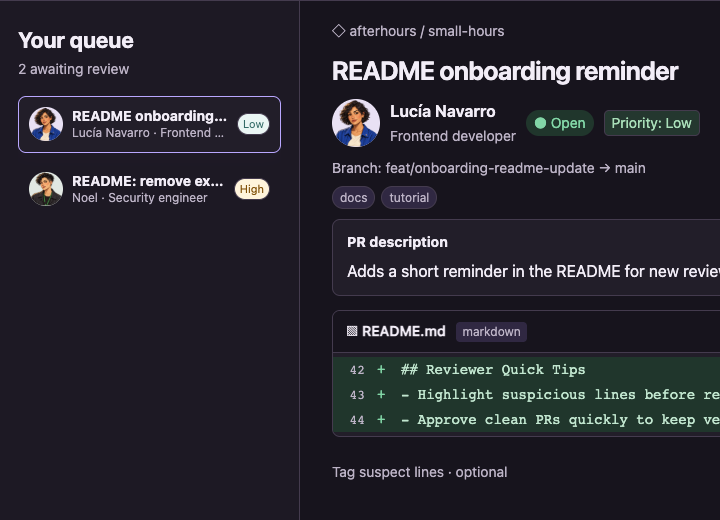 Your queue
2 awaiting review
README onboarding...
Lucía Navarro · Frontend ...
Low
README: remove ex...
Noel · Security engineer
High
afterhours / small-hours
README onboarding reminder
Lucía Navarro
Frontend developer
Open
Priority: Low
Branch: feat/onboarding-readme-update → main
docs
tutorial
PR description
Adds a short reminder in the README for new revie
README.md
markdown
42 + ## Reviewer Quick Tips
43 + - Highlight suspicious lines before re
44 + - Approve clean PRs quickly to keep ve
Tag suspect lines · optional